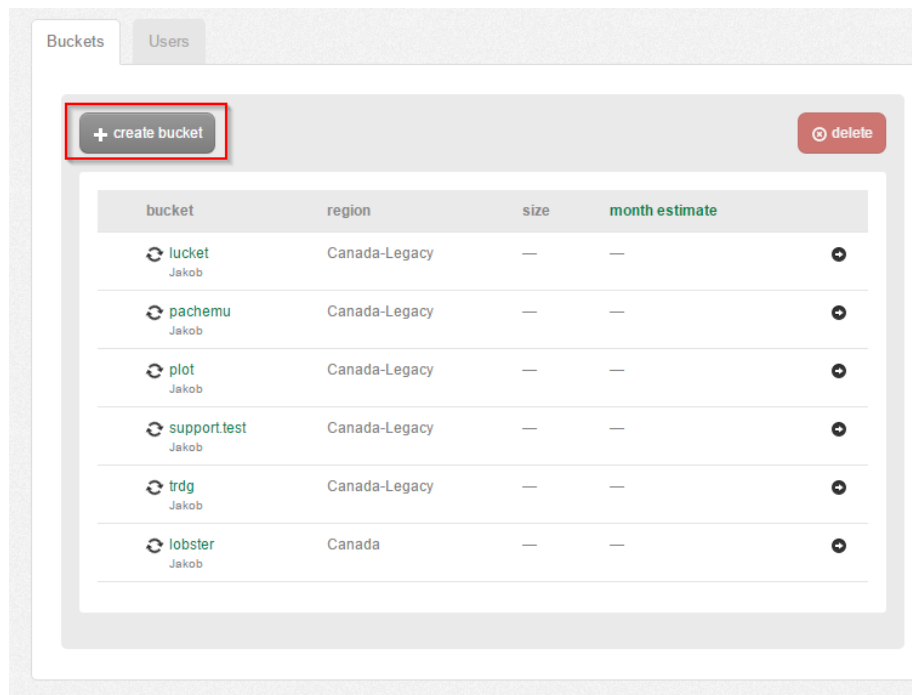 Buckets Users
create bucket delete
bucket region size month estimate
lucket Canada-Legacy — —
Jakob
pachemu Canada-Legacy — —
Jakob
plot Canada-Legacy — —
Jakob
support.test Canada-Legacy — —
Jakob
trdg Canada-Legacy — —
Jakob
lobster Canada — —
Jakob